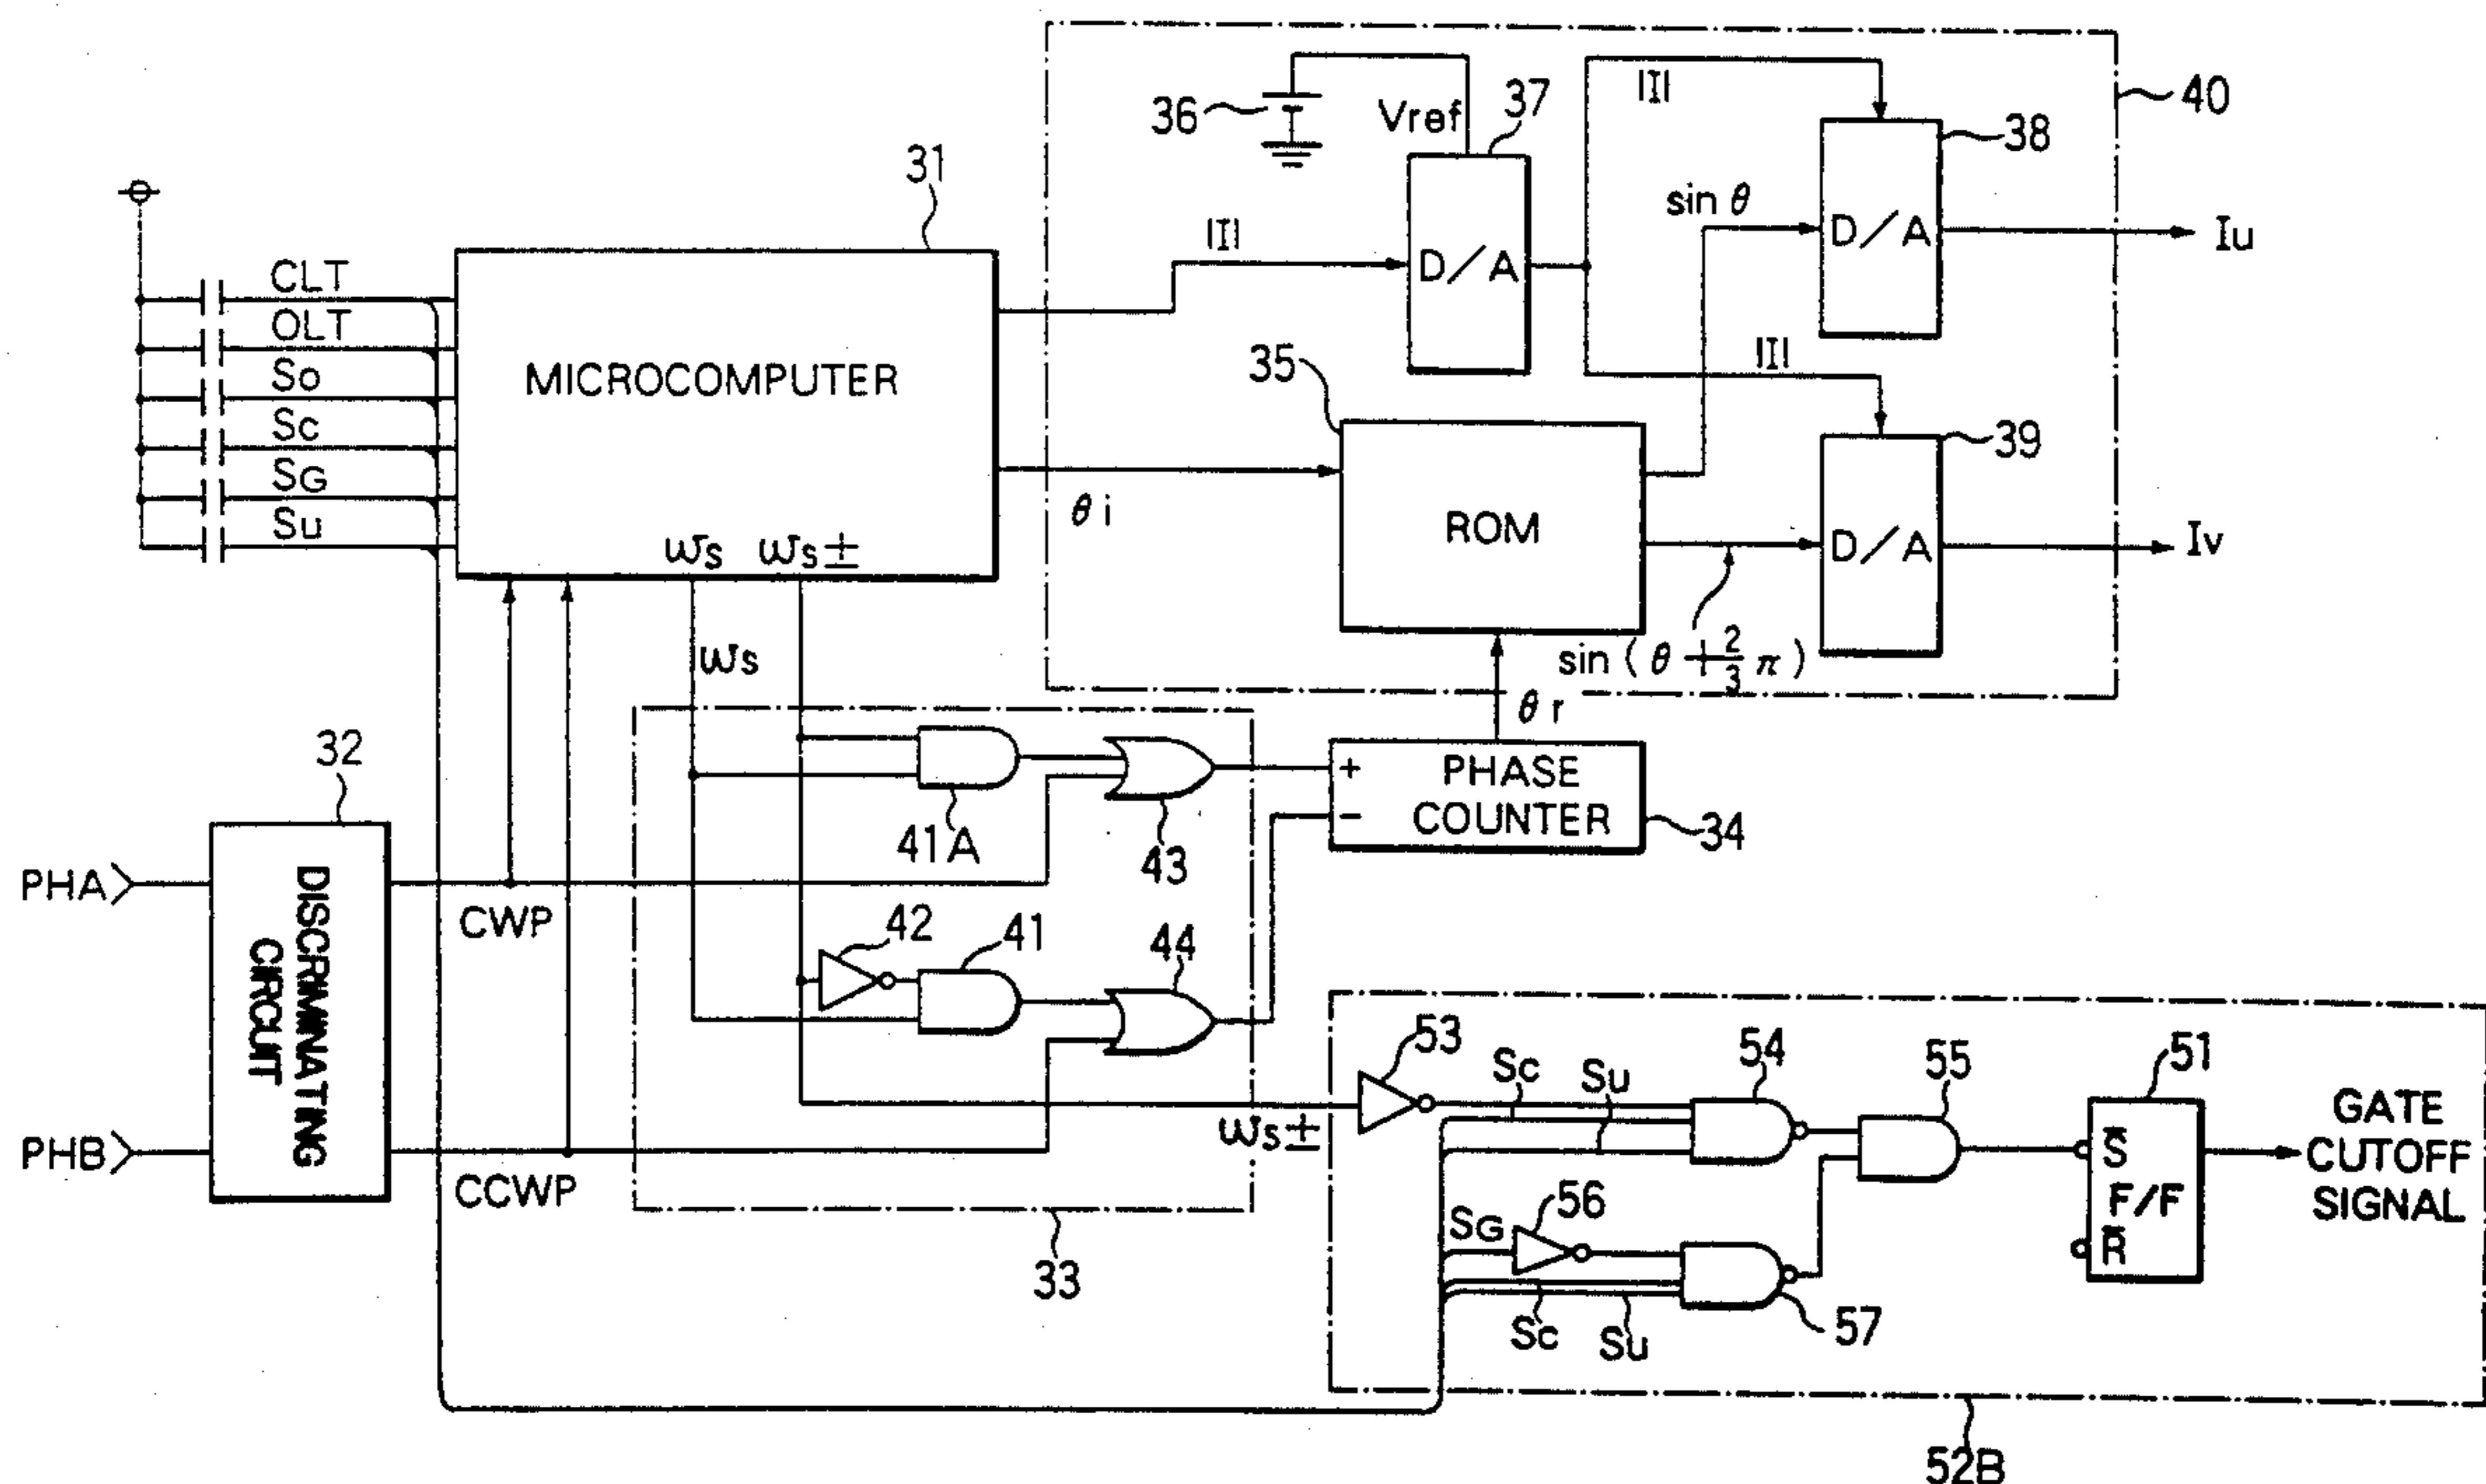 CLT
OLT
So
Sc
SG
Su
31
MICROCOMPUTER
ωs ωs±
ωs
|I|
θi
36
Vref
37
D/A
|I|
38
sin θ
D/A
Iu
40
35
ROM
|I|
39
D/A
Iv
sin(θ+2/3π)
θr
32
DISCRIMINATING
CIRCUIT
PHA
PHB
CWP
CCWP
41A
43
42
41
44
33
+
−
PHASE
COUNTER
34
ωs±
53
Sc
Su
54
55
51
S̅
F/F
R̅
GATE
CUTOFF
SIGNAL
SG
56
Sc
Su
57
52B